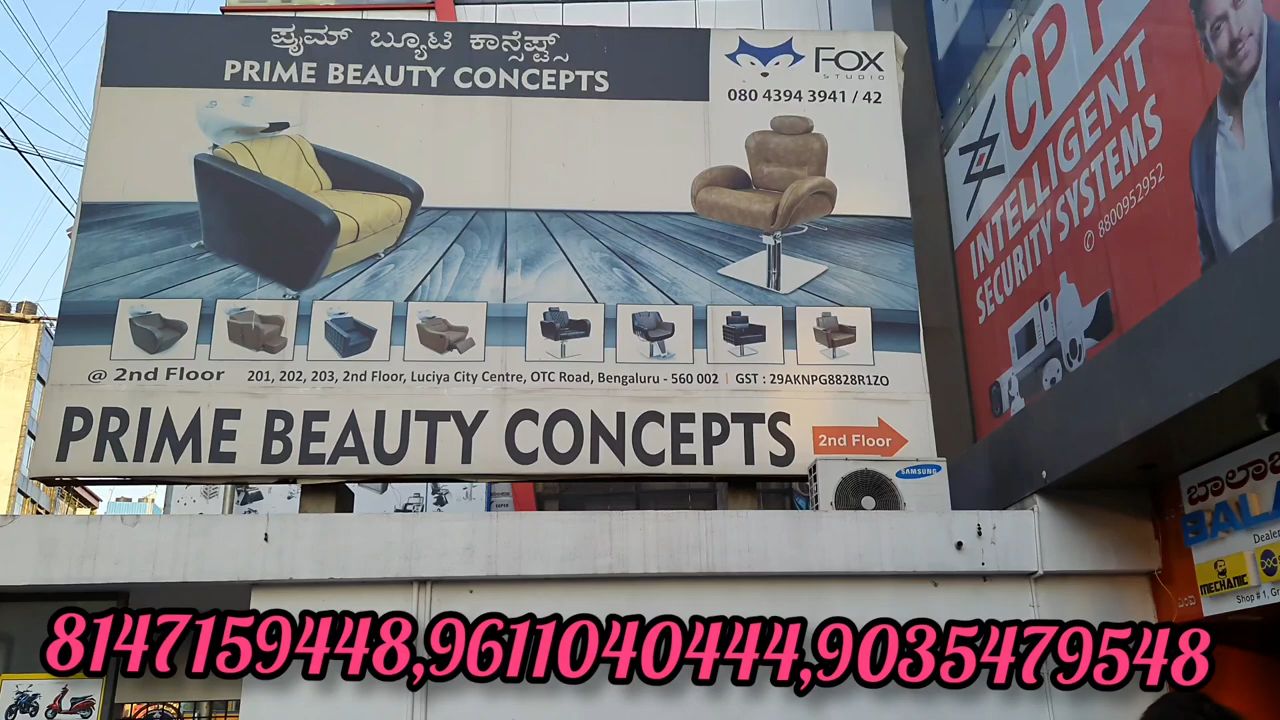 ಪ್ರೈಮ್ ಬ್ಯೂಟಿ ಕಾನ್ಸೆಪ್ಟ್ಸ್
PRIME BEAUTY CONCEPTS
FOX
STUDIO
080 4394 3941 / 42
@ 2nd Floor 201, 202, 203, 2nd Floor, Luciya City Centre, OTC Road, Bengaluru - 560 002 | GST : 29AKNPG8828R1ZO
PRIME BEAUTY CONCEPTS
2nd Floor
SAMSUNG
CP
INTELLIGENT
SECURITY SYSTEMS
8800952952
MECHANIC
Shop # 1,
8147159448,9611040444,9035479548